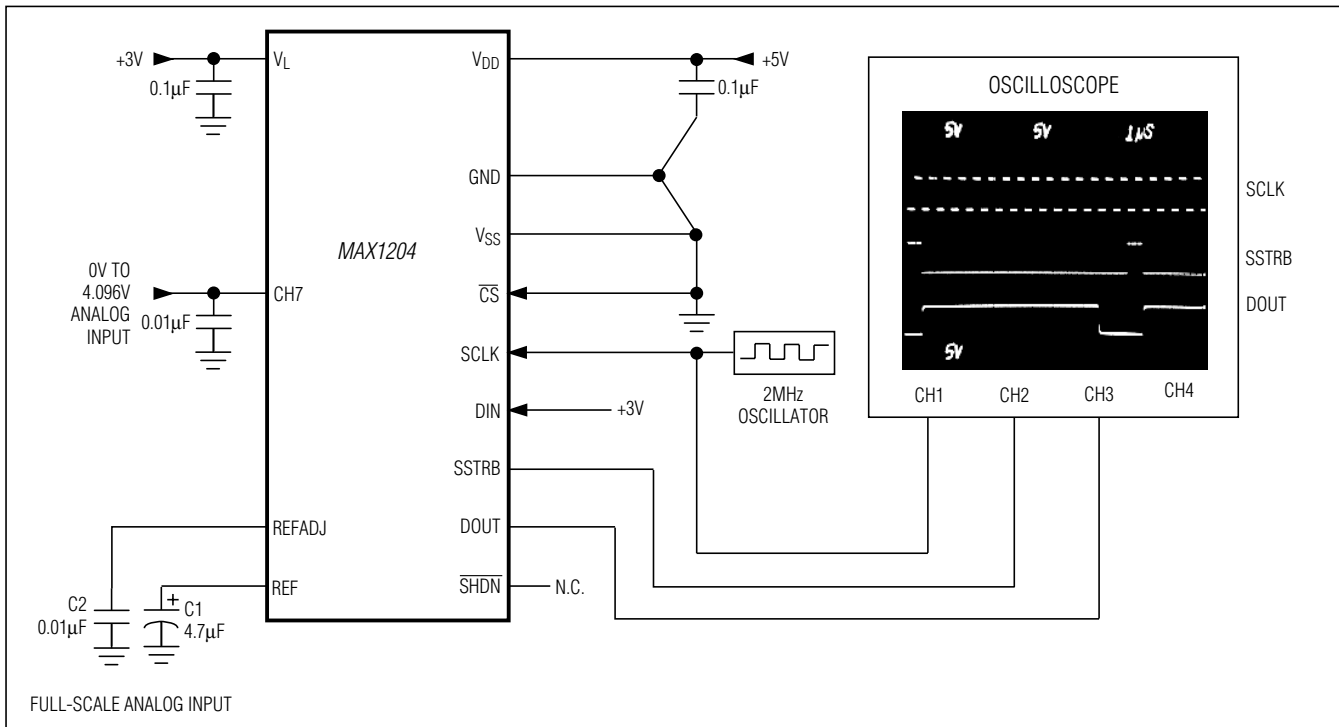 +3V
V_L
0.1µF
V_DD
+5V
0.1µF
GND
V_SS
MAX1204
0V TO
4.096V
ANALOG
INPUT
0.01µF
CH7
CS
SCLK
2MHz
OSCILLATOR
DIN
+3V
SSTRB
REFADJ
DOUT
REF
SHDN
N.C.
C2
0.01µF
+
C1
4.7µF
FULL-SCALE ANALOG INPUT
OSCILLOSCOPE
5V 5V 1µS
SCLK
SSTRB
DOUT
5V
CH1 CH2 CH3 CH4